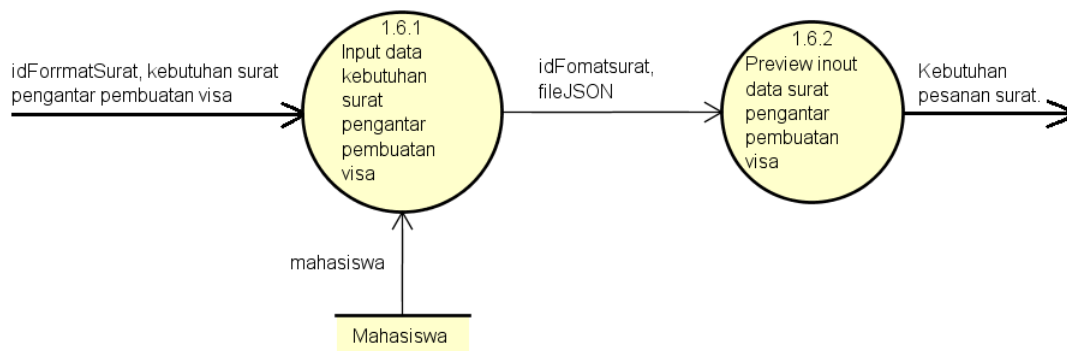 idForrmatSurat, kebutuhan surat
pengantar pembuatan visa
1.6.1
Input data
kebutuhan
surat
pengantar
pembuatan
visa
idFomatsurat,
fileJSON
1.6.2
Preview inout
data surat
pengantar
pembuatan
visa
Kebutuhan
pesanan surat.
mahasiswa
Mahasiswa